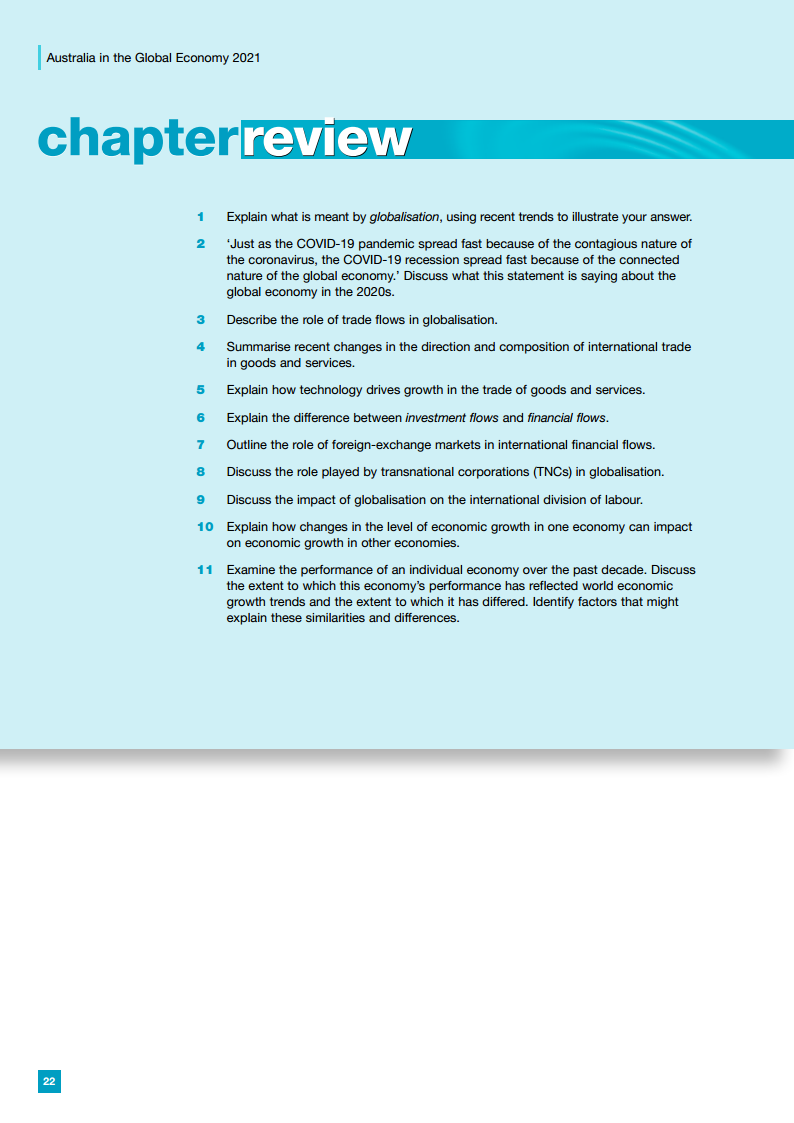 Australia in the Global Economy 2021
chapterreview
1 Explain what is meant by globalisation, using recent trends to illustrate your answer.
2 ‘Just as the COVID-19 pandemic spread fast because of the contagious nature of
the coronavirus, the COVID-19 recession spread fast because of the connected
nature of the global economy.’ Discuss what this statement is saying about the
global economy in the 2020s.
3 Describe the role of trade flows in globalisation.
4 Summarise recent changes in the direction and composition of international trade
in goods and services.
5 Explain how technology drives growth in the trade of goods and services.
6 Explain the difference between investment flows and financial flows.
7 Outline the role of foreign-exchange markets in international financial flows.
8 Discuss the role played by transnational corporations (TNCs) in globalisation.
9 Discuss the impact of globalisation on the international division of labour.
10 Explain how changes in the level of economic growth in one economy can impact
on economic growth in other economies.
11 Examine the performance of an individual economy over the past decade. Discuss
the extent to which this economy’s performance has reflected world economic
growth trends and the extent to which it has differed. Identify factors that might
explain these similarities and differences.
22